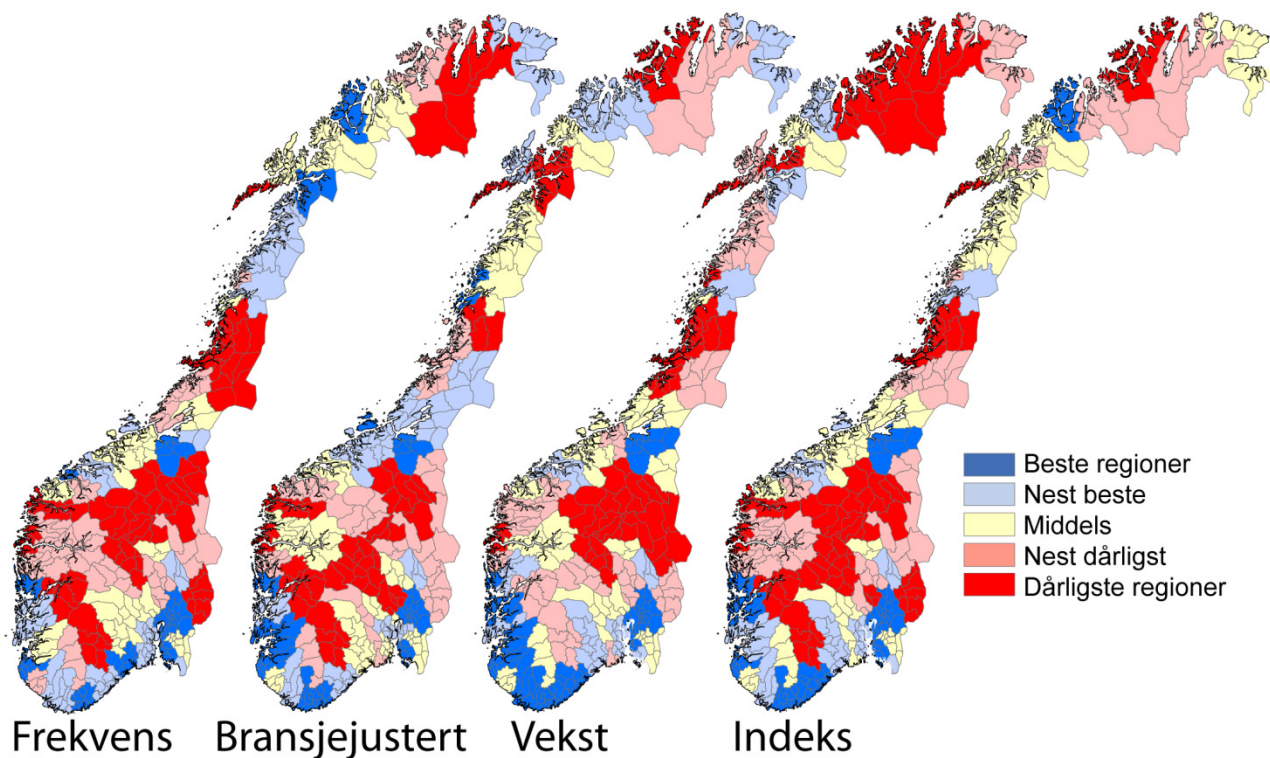 Beste regioner
Nest beste
Middels
Nest dårligst
Dårligste regioner
Frekvens Bransjejustert Vekst Indeks